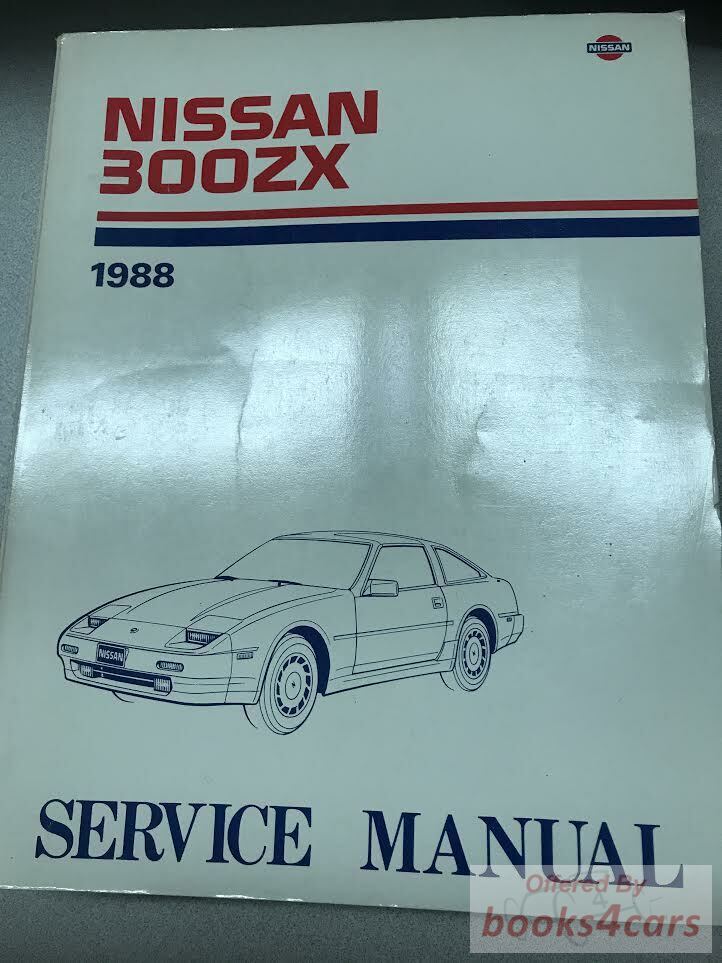 NISSAN
NISSAN
300ZX
1988
NISSAN
SERVICE MANUAL
Offered By
books4cars